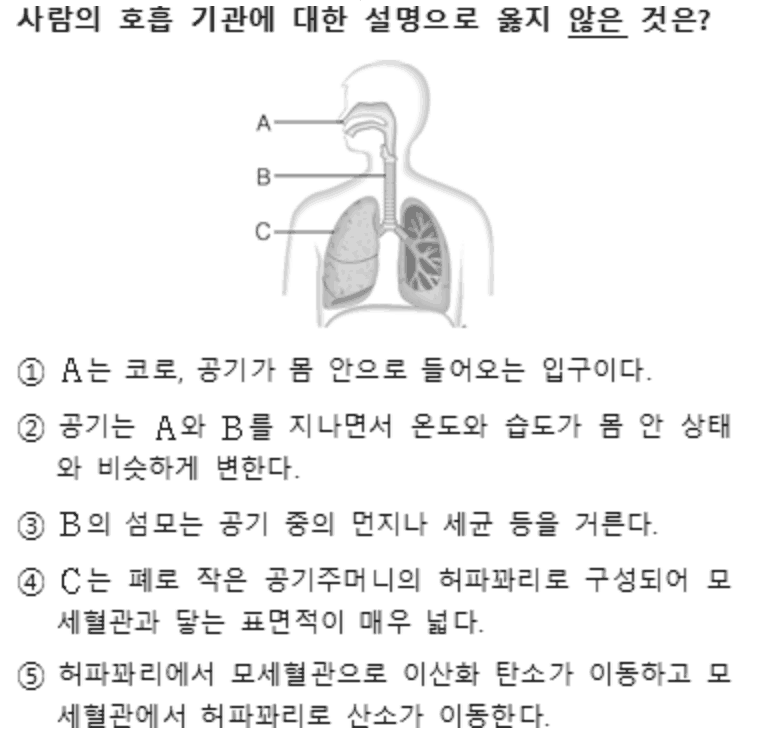 사람의 호흡 기관에 대한 설명으로 옳지 않은 것은?
A
B
C
① A는 코로, 공기가 몸 안으로 들어오는 입구이다.
② 공기는 A와 B를 지나면서 온도와 습도가 몸 안 상태
와 비슷하게 변한다.
③ B의 섬모는 공기 중의 먼지나 세균 등을 거른다.
④ C는 폐로 작은 공기주머니의 허파꽈리로 구성되어 모
세혈관과 닿는 표면적이 매우 넓다.
⑤ 허파꽈리에서 모세혈관으로 이산화 탄소가 이동하고 모
세혈관에서 허파꽈리로 산소가 이동한다.